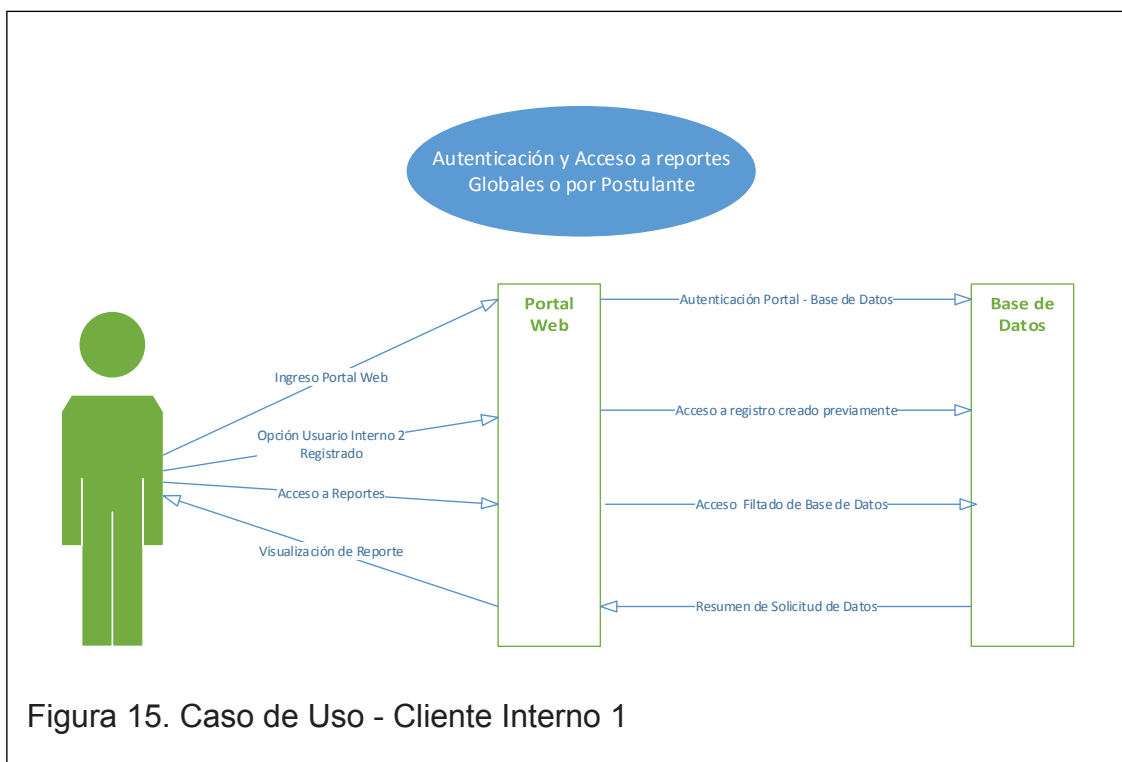 Autenticación y Acceso a reportes
Globales o por Postulante
Portal
Web
Base de
Datos
Autenticación Portal - Base de Datos
Ingreso Portal Web
Acceso a registro creado previamente
Opción Usuario Interno 2
Registrado
Acceso a Reportes
Acceso Filtado de Base de Datos
Visualización de Reporte
Resumen de Solicitud de Datos
Figura 15. Caso de Uso - Cliente Interno 1